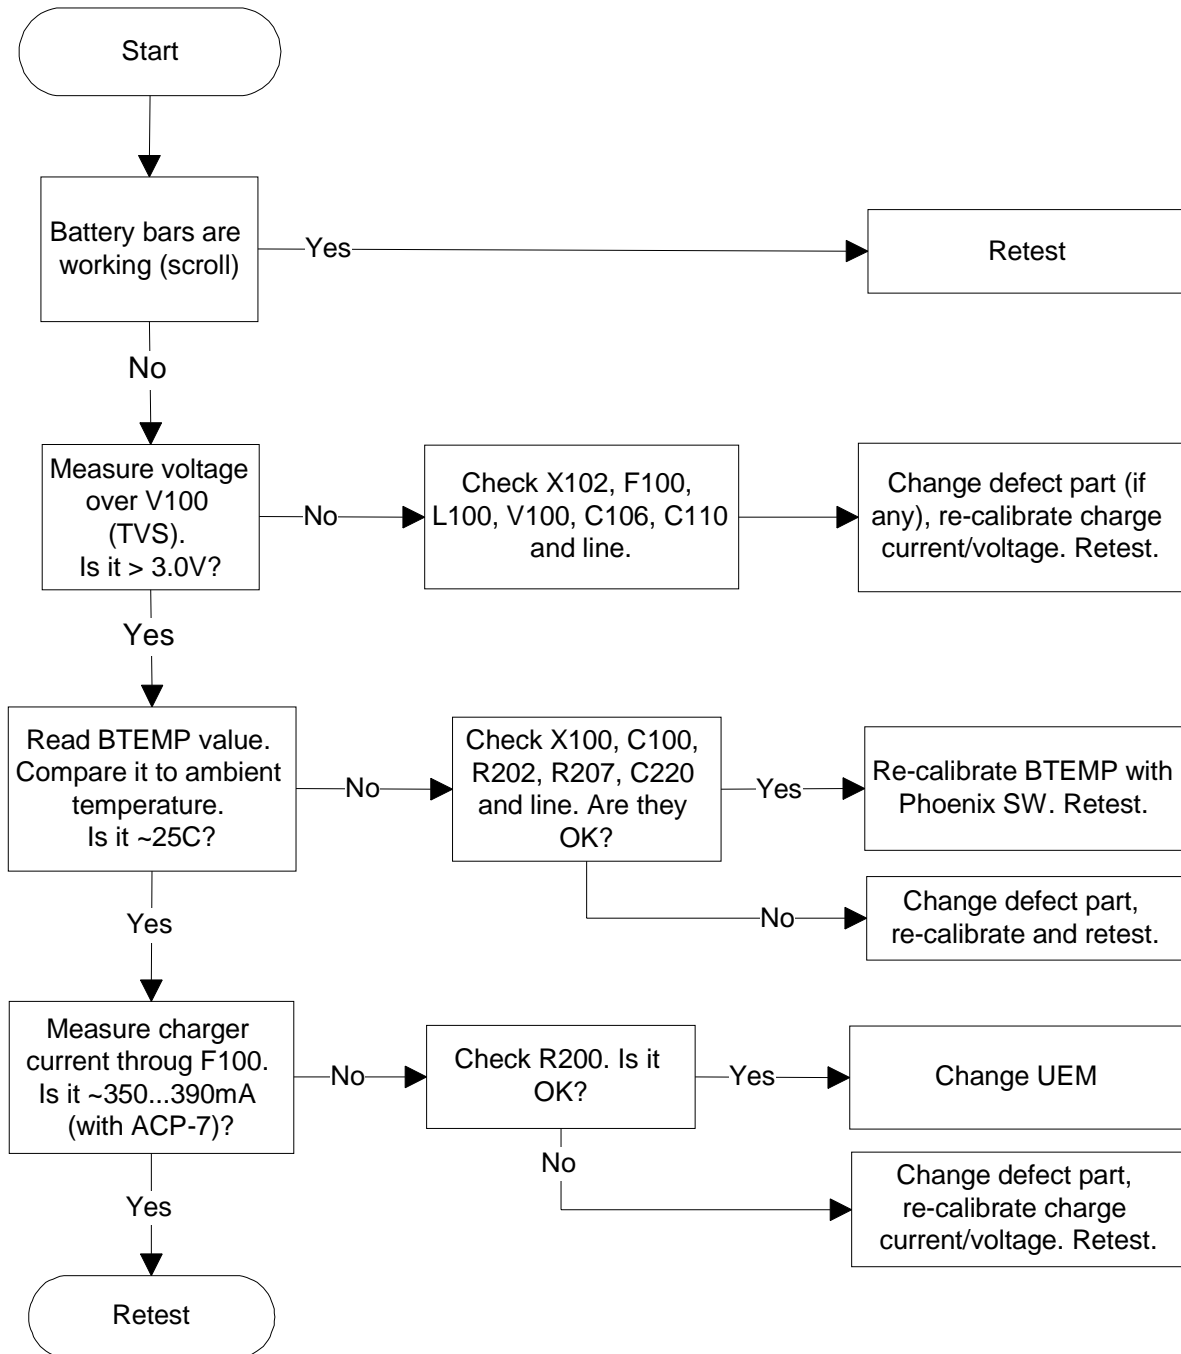 Start
Battery bars are
working (scroll)
Yes
Retest
No
Measure voltage
over V100
(TVS).
Is it > 3.0V?
No
Check X102, F100,
L100, V100, C106, C110
and line.
Change defect part (if
any), re-calibrate charge
current/voltage. Retest.
Yes
Read BTEMP value.
Compare it to ambient
temperature.
Is it ~25C?
No
Check X100, C100,
R202, R207, C220
and line. Are they
OK?
Yes
Re-calibrate BTEMP with
Phoenix SW. Retest.
No
Change defect part,
re-calibrate and retest.
Yes
Measure charger
current throug F100.
Is it ~350...390mA
(with ACP-7)?
No
Check R200. Is it
OK?
Yes
Change UEM
No
Change defect part,
re-calibrate charge
current/voltage. Retest.
Yes
Retest